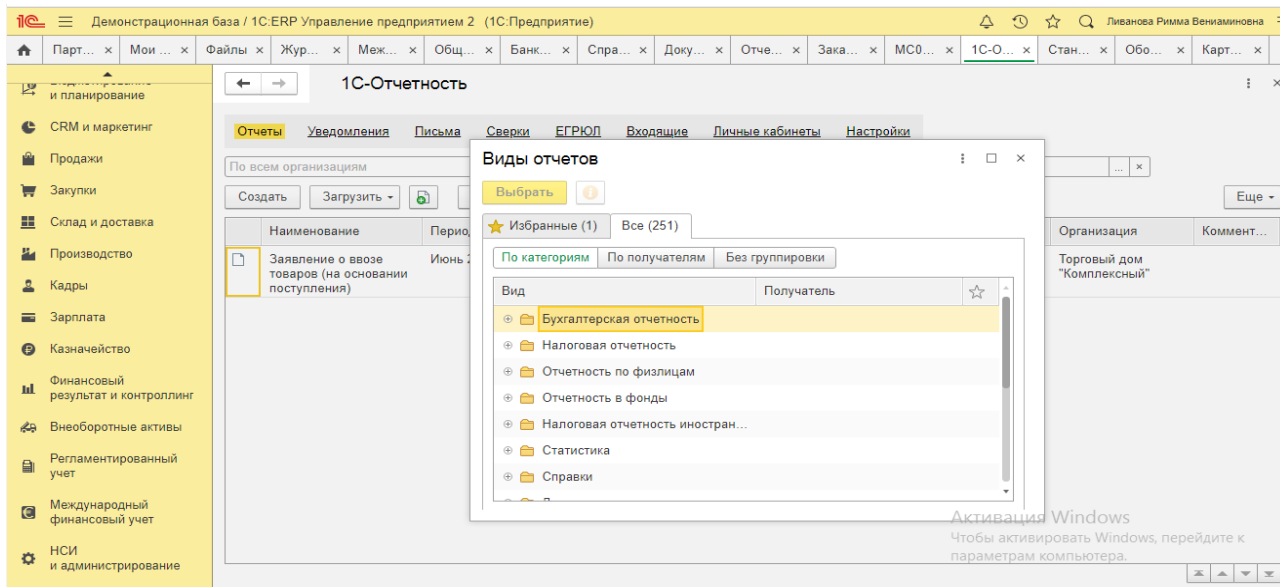 1С Демонстрационная база / 1С:ERP Управление предприятием 2 (1С:Предприятие) Ливанова Римма Вениаминовна
Парт... × Мои ... × Файлы × Жур... × Меж... × Общ... × Банк... × Спра... × Доку... × Отче... × Зака... × МС0... × 1С-О... × Стан... × Обо... × Карт... ×
и планирование
CRM и маркетинг
Продажи
Закупки
Склад и доставка
Производство
Кадры
Зарплата
Казначейство
Финансовый
результат и контроллинг
Внеоборотные активы
Регламентированный
учет
Международный
финансовый учет
НСИ
и администрирование
1С-Отчетность
Отчеты Уведомления Письма Сверки ЕГРЮЛ Входящие Личные кабинеты Настройки
По всем организациям
Создать Загрузить Еще
Наименование Перио Организация Коммент...
Заявление о ввозе
товаров (на основании
поступления)
Июнь 2
Торговый дом
"Комплексный"
Виды отчетов
Выбрать
Избранные (1) Все (251)
По категориям По получателям Без группировки
Вид Получатель
Бухгалтерская отчетность
Налоговая отчетность
Отчетность по физлицам
Отчетность в фонды
Налоговая отчетность иностран...
Статистика
Справки
Активация Windows
Чтобы активировать Windows, перейдите к
параметрам компьютера.